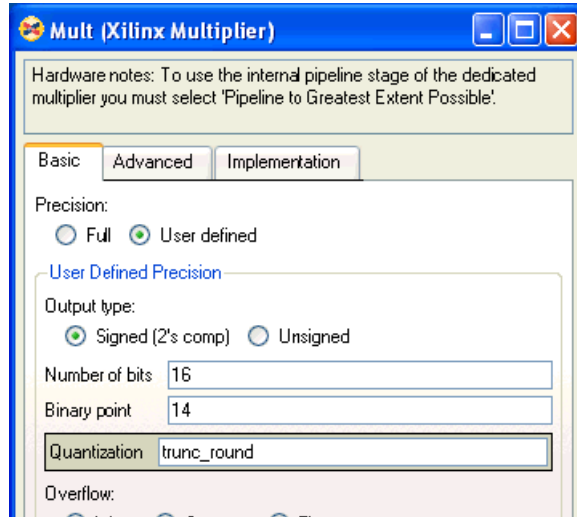 Mult (Xilinx Multiplier)
Hardware notes: To use the internal pipeline stage of the dedicated
multiplier you must select 'Pipeline to Greatest Extent Possible'.
Basic Advanced Implementation
Precision:
Full User defined
User Defined Precision
Output type:
Signed (2's comp) Unsigned
Number of bits 16
Binary point 14
Quantization trunc_round
Overflow: